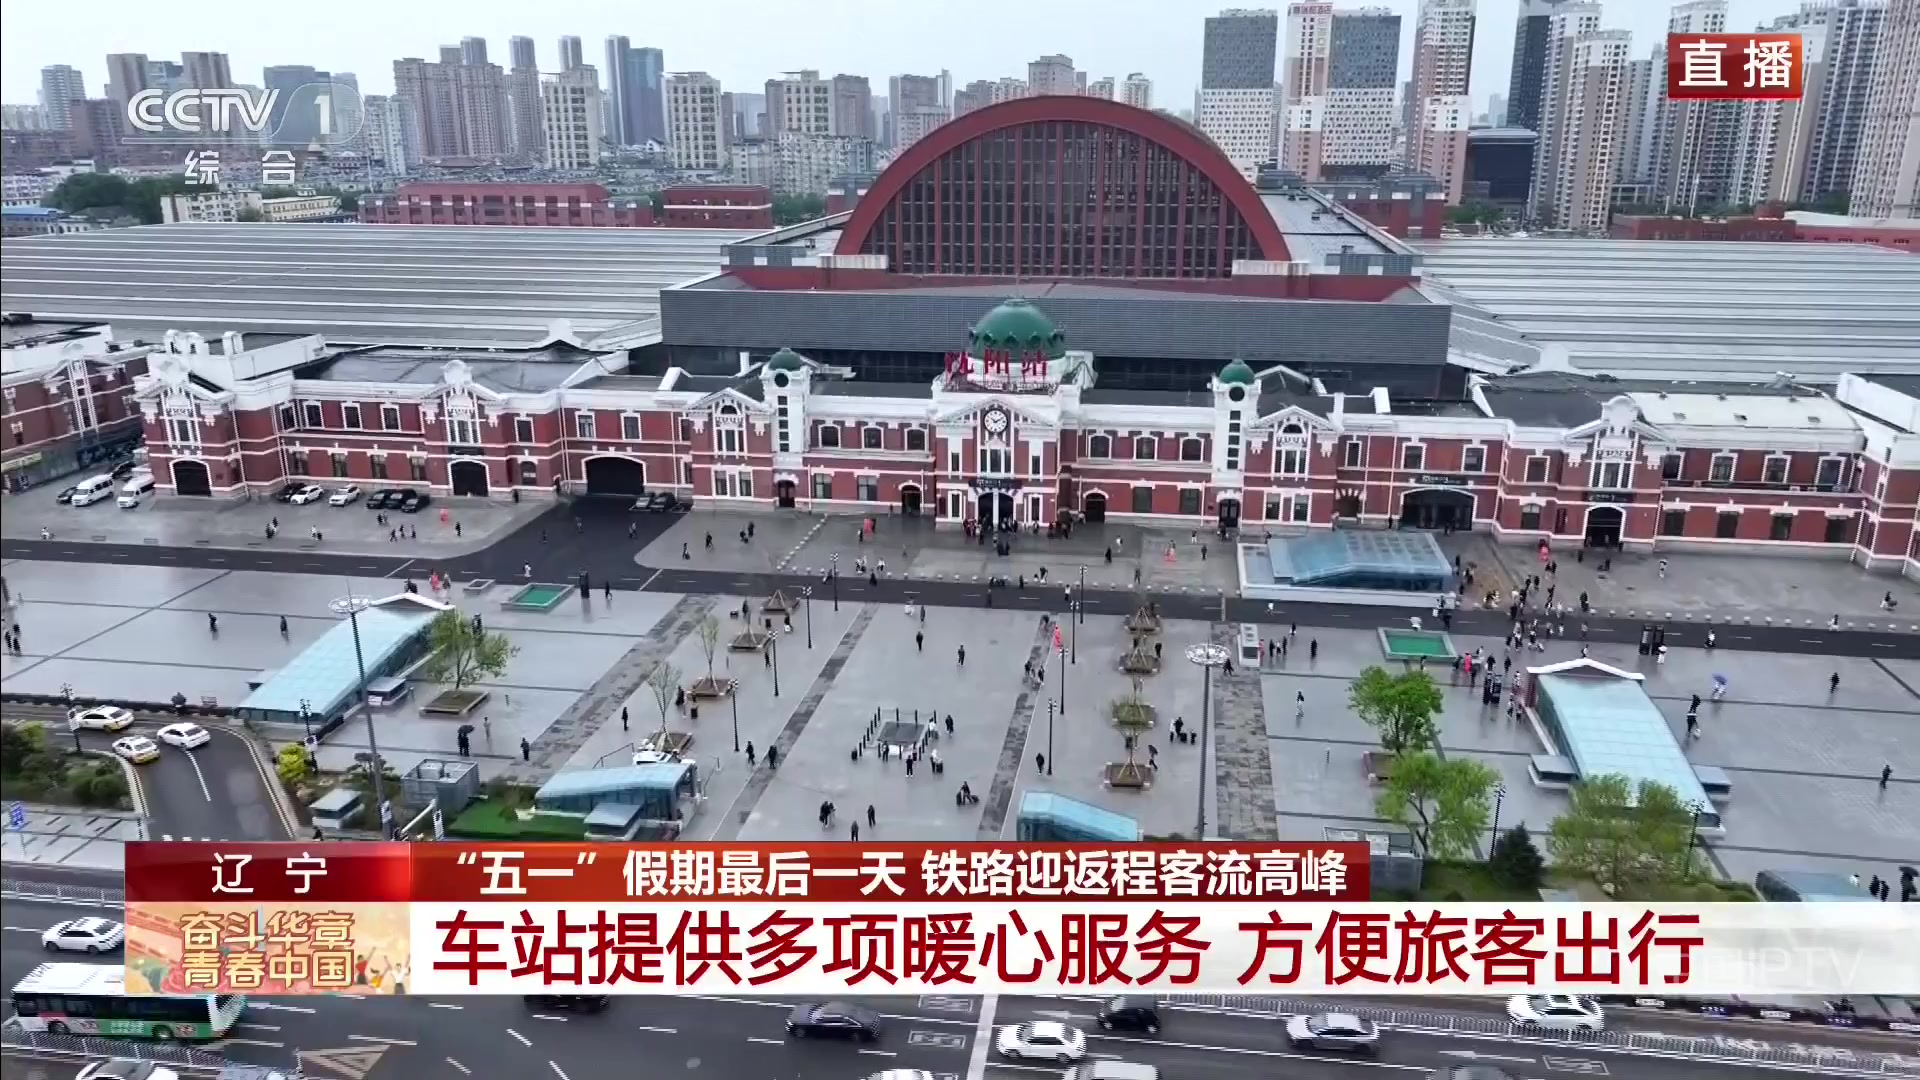 CCTV 1
综合
直播
沈阳站
辽宁
“五一”假期最后一天 铁路迎返程客流高峰
奋斗华章
青春中国
车站提供多项暖心服务 方便旅客出行
IPTV